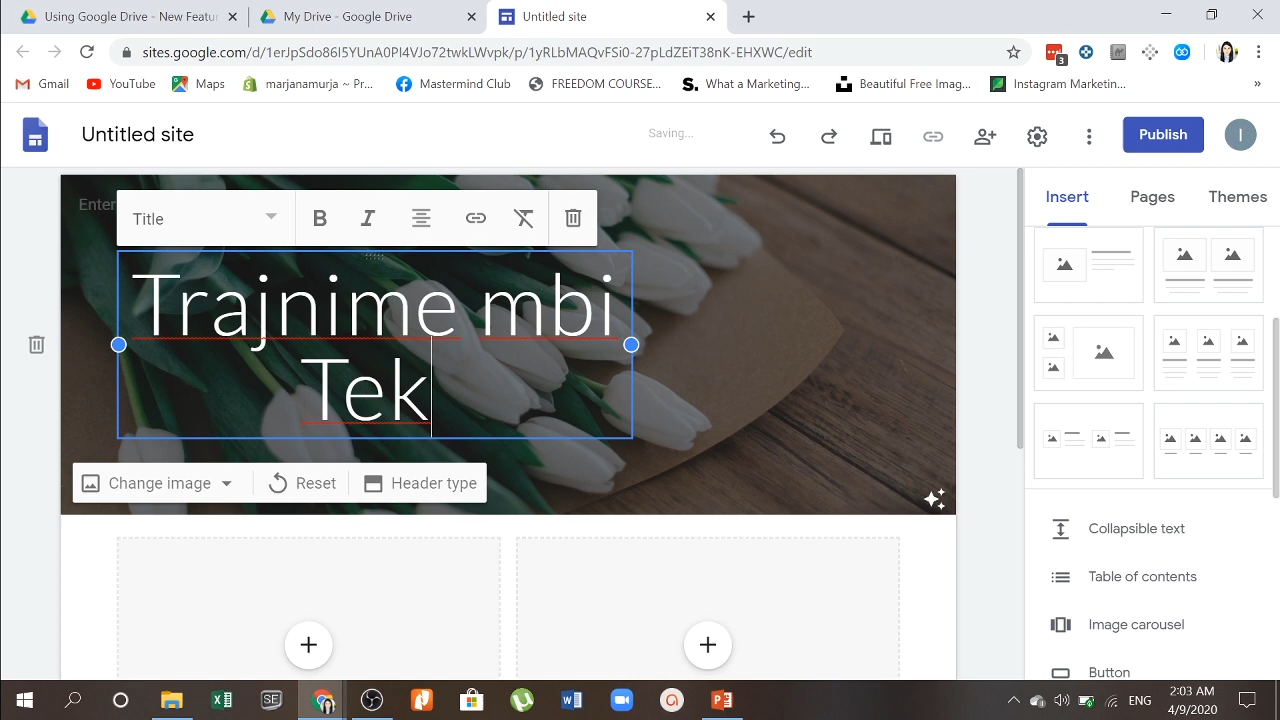 Using Google Drive - New Featur
My Drive - Google Drive
Untitled site
sites.google.com/d/1erJpSdo86I5YUnA0PI4VJo72twkLWvpk/p/1yRLbMAQvFSi0-27pLdZEiT38nK-EHXWC/edit
3
Gmail
YouTube
Maps
marjanamurja ~ Pr...
Mastermind Club
FREEDOM COURSE...
S. What a Marketing...
Beautiful Free Imag...
Instagram Marketin...
»
Untitled site
Saving...
Publish
I
Insert
Pages
Themes
Enter
Title
B
I
Trajnime mbi
Tek
Change image
Reset
Header type
Collapsible text
Table of contents
Image carousel
Button
SE
ENG
2:03 AM
4/9/2020